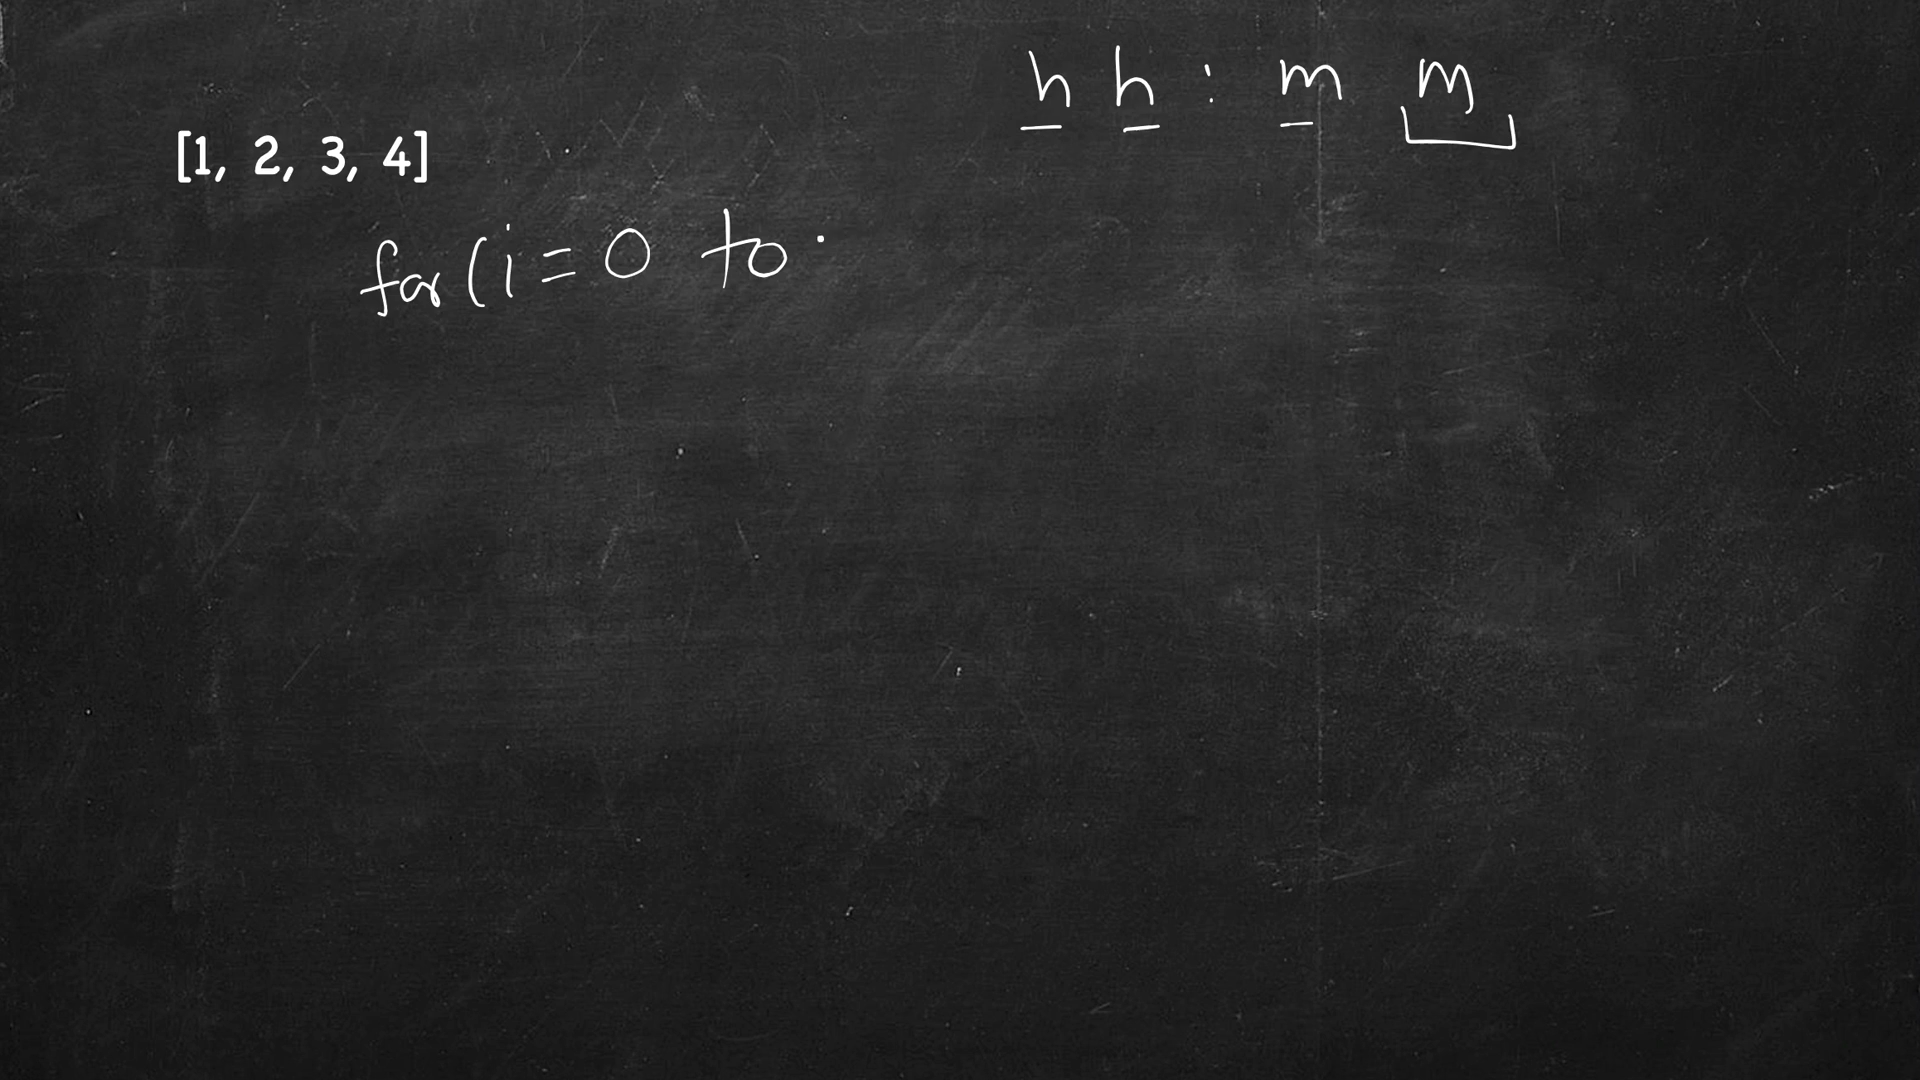 h h : m m
[1, 2, 3, 4]
for (i = 0 to